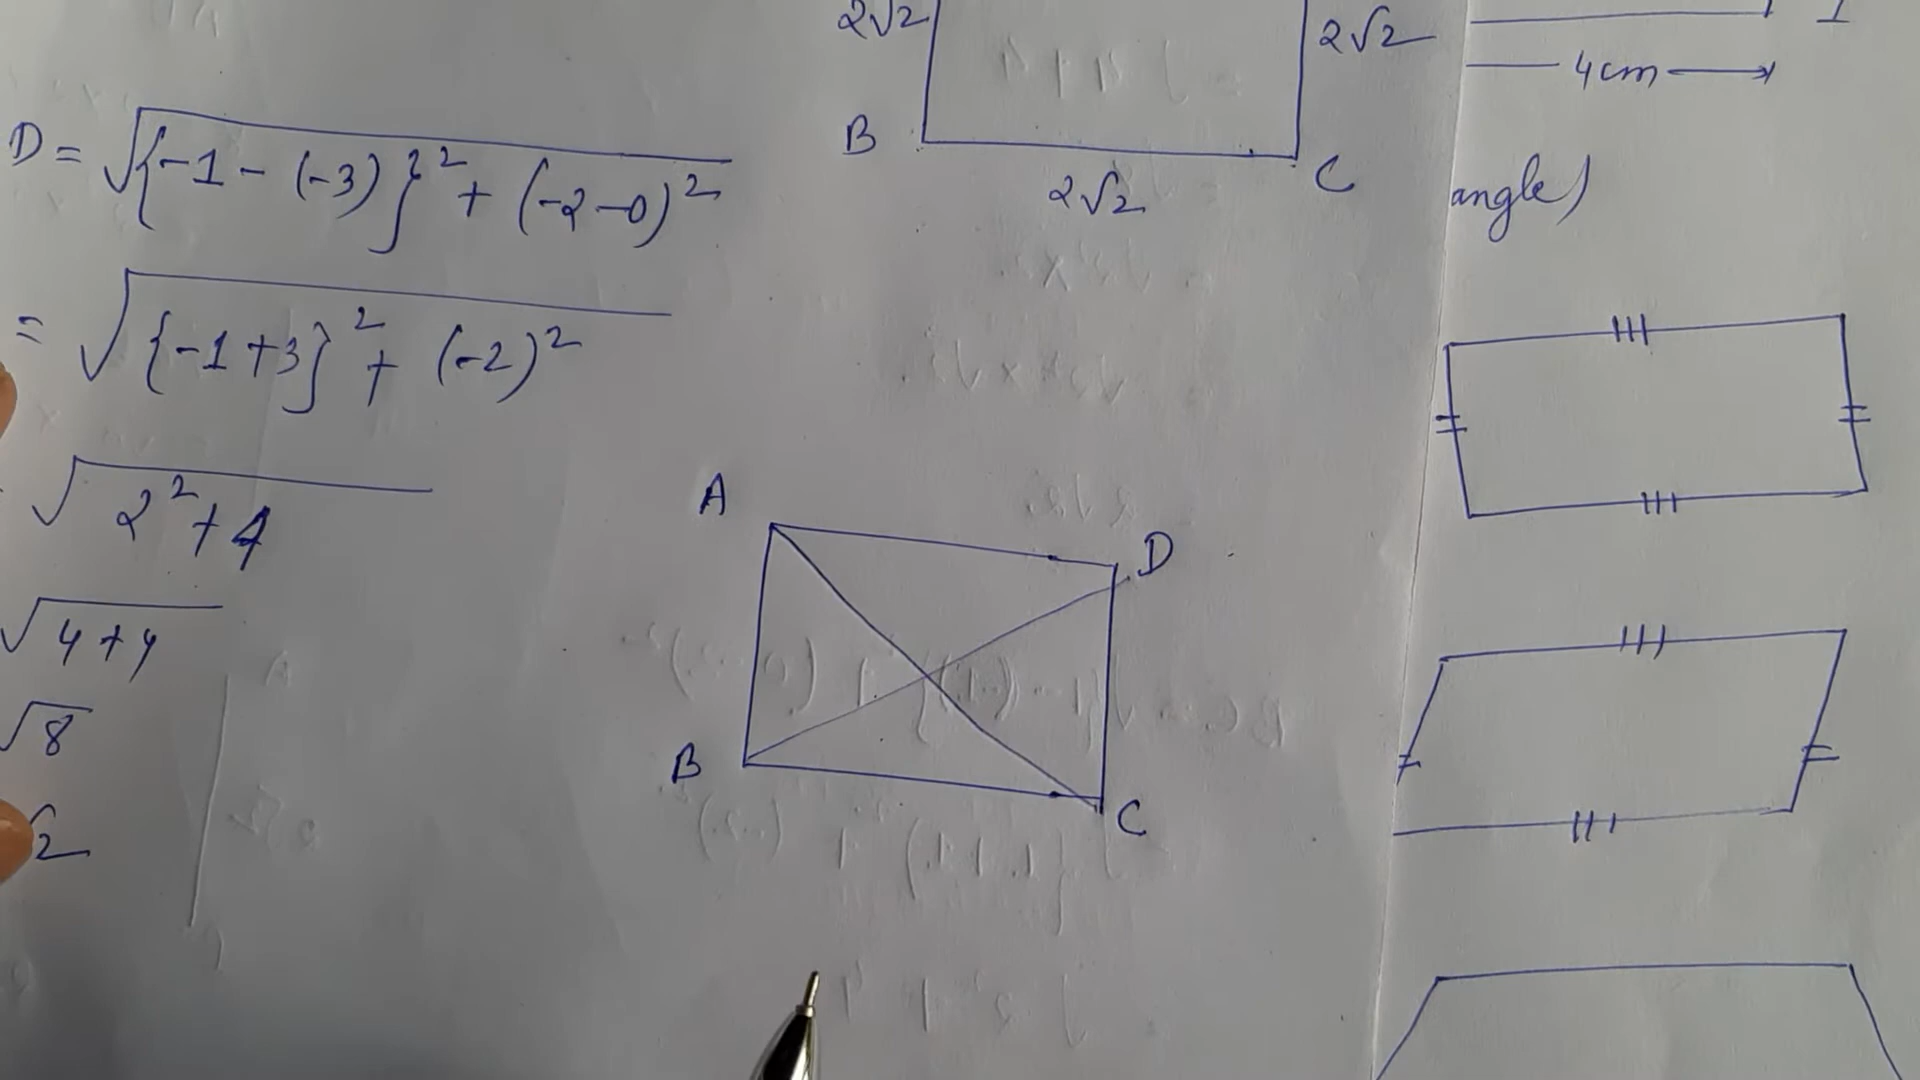 D = √{-1 - (-3)}² + (-2-0)²
= √{-1+3}² + (-2)²
√2² + 4
√4+4
√8
√2
2√2
2√2
B
C
2√2
A
D
B
C
4cm
angle)